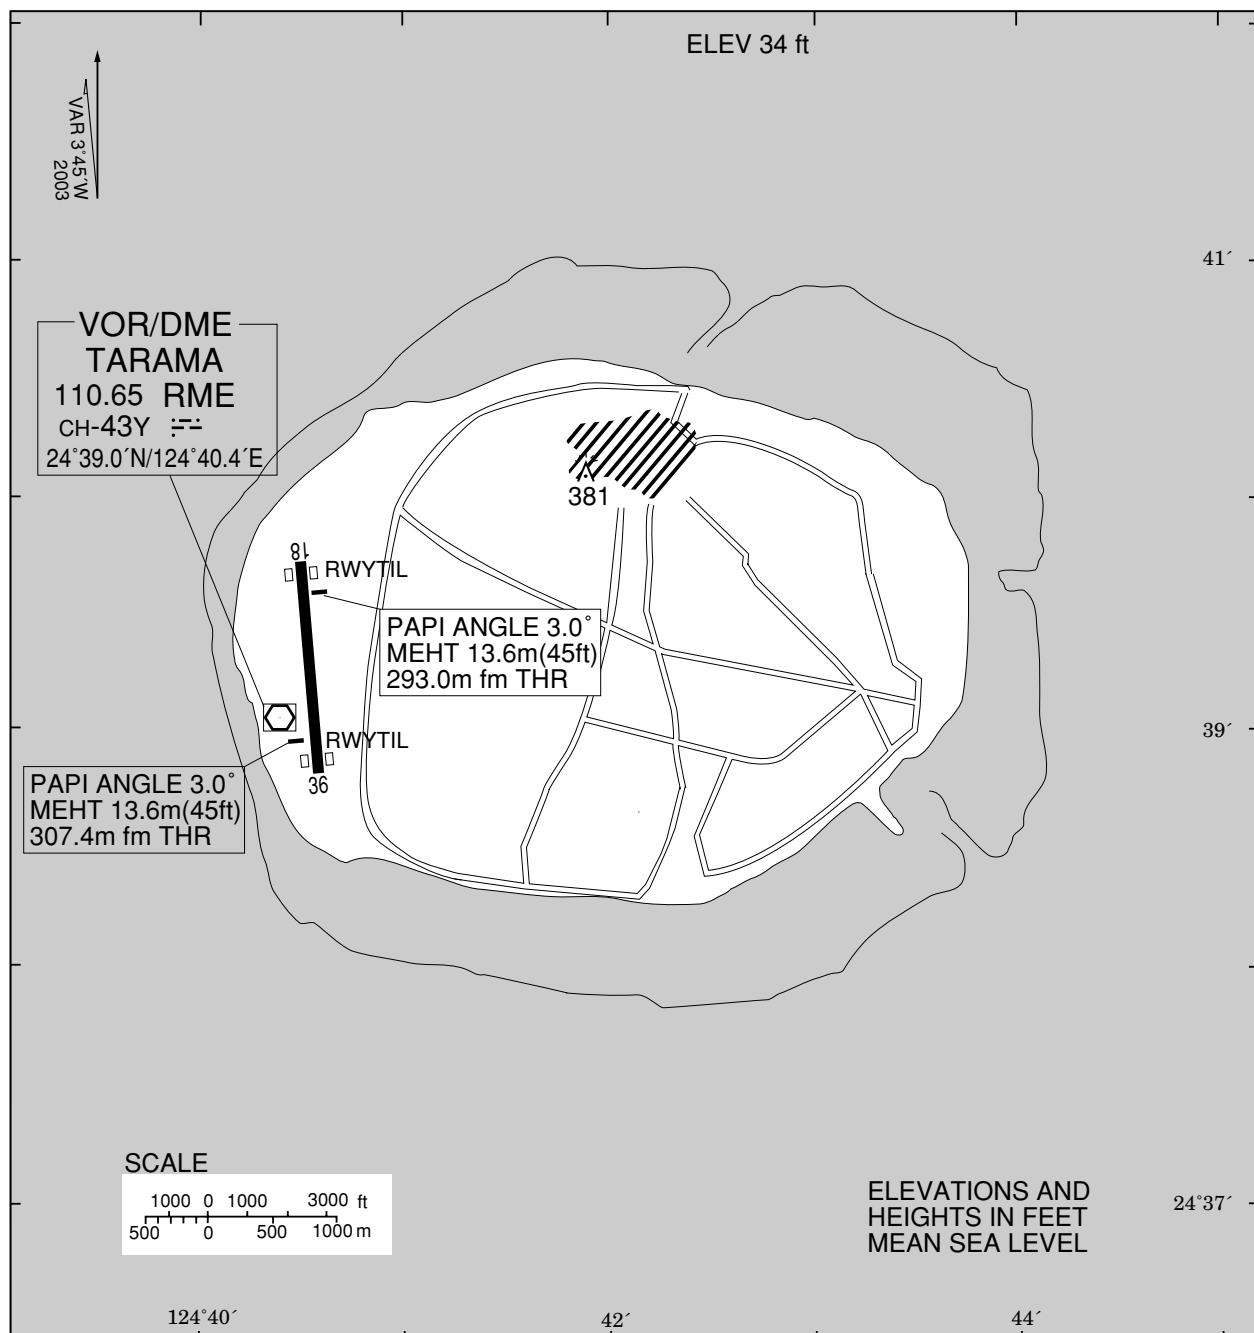 ELEV 34 ft
VAR 3°45´W
2003
41´
VOR/DME
TARAMA
110.65 RME
CH-43Y
24°39.0´N/124°40.4´E
381
18
RWYTIL
PAPI ANGLE 3.0°
MEHT 13.6m(45ft)
293.0m fm THR
39´
RWYTIL
36
PAPI ANGLE 3.0°
MEHT 13.6m(45ft)
307.4m fm THR
SCALE
1000 0 1000 3000 ft
500 0 500 1000 m
ELEVATIONS AND
HEIGHTS IN FEET
MEAN SEA LEVEL
24°37´
124°40´ 42´ 44´